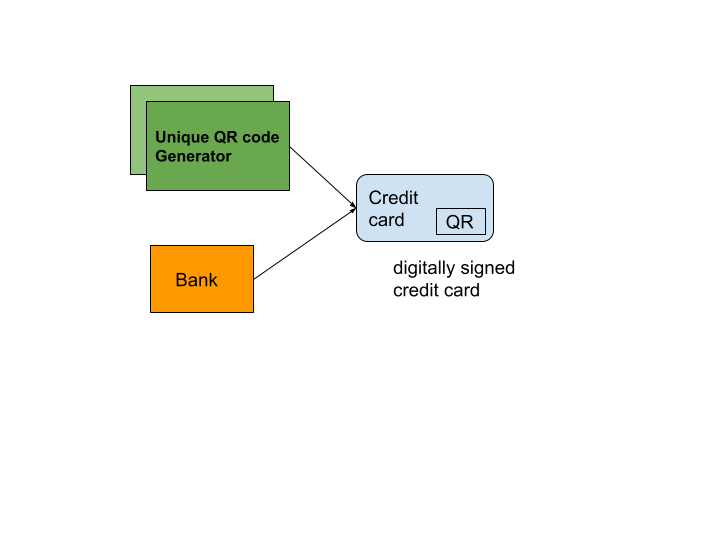 Unique QR code
Generator
Credit
card
QR
Bank
digitally signed
credit card